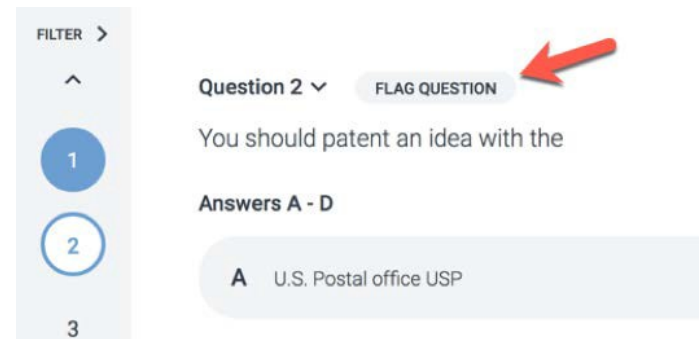 FILTER
1
2
3
Question 2
FLAG QUESTION
You should patent an idea with the
Answers A - D
A U.S. Postal office USP